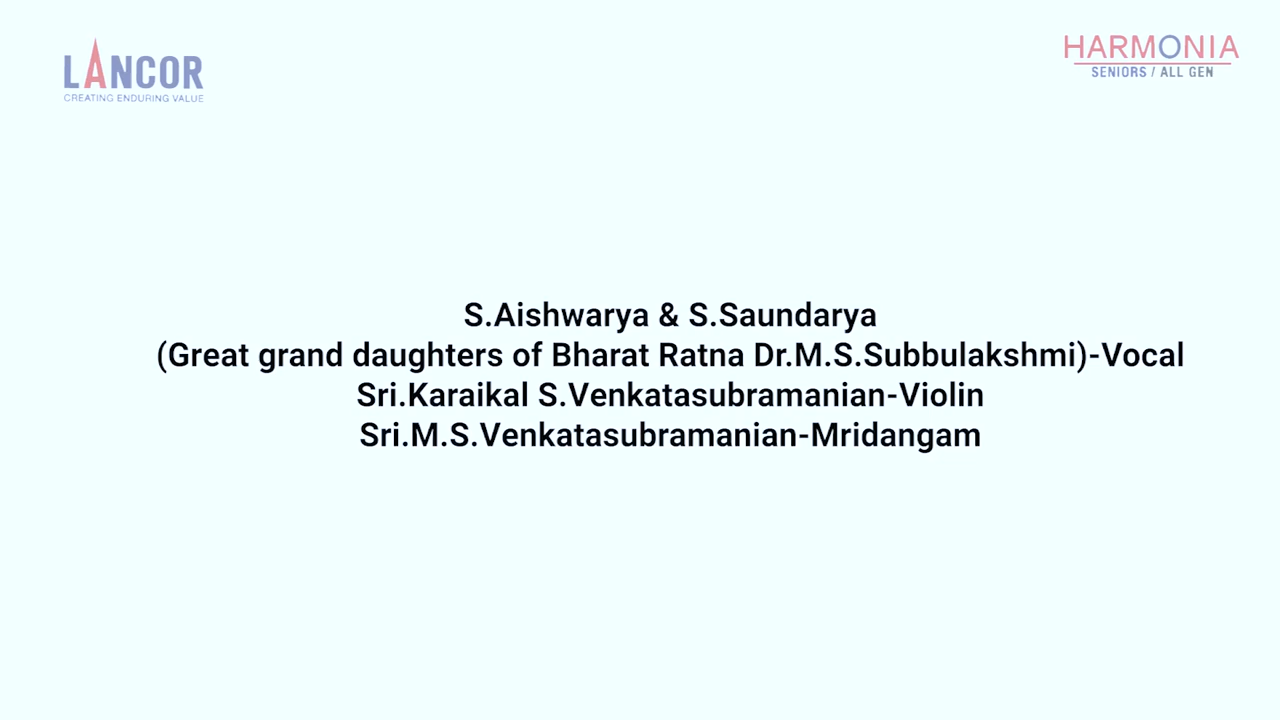 LANCOR
CREATING ENDURING VALUE
HARMONIA
SENIORS / ALL GEN
S.Aishwarya & S.Saundarya
(Great grand daughters of Bharat Ratna Dr.M.S.Subbulakshmi)-Vocal
Sri.Karaikal S.Venkatasubramanian-Violin
Sri.M.S.Venkatasubramanian-Mridangam